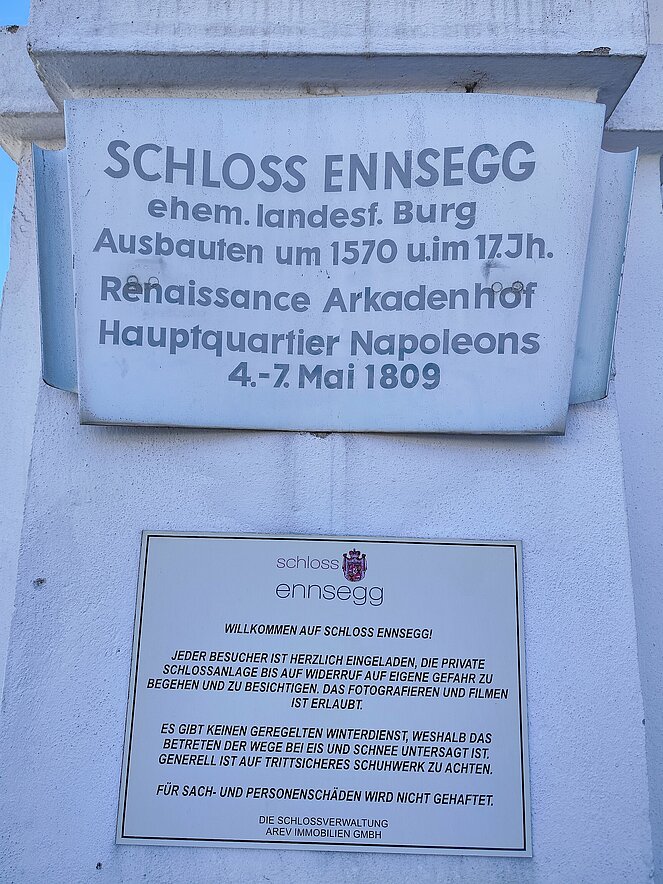 SCHLOSS ENNSEGG
ehem. landesf. Burg
Ausbauten um 1570 u.im 17.Jh.
Renaissance Arkadenhof
Hauptquartier Napoleons
4.-7. Mai 1809
schloss
ennsegg
WILLKOMMEN AUF SCHLOSS ENNSEGG!
JEDER BESUCHER IST HERZLICH EINGELADEN, DIE PRIVATE
SCHLOSSANLAGE BIS AUF WIDERRUF AUF EIGENE GEFAHR ZU
BEGEHEN UND ZU BESICHTIGEN. DAS FOTOGRAFIEREN UND FILMEN
IST ERLAUBT.
ES GIBT KEINEN GEREGELTEN WINTERDIENST, WESHALB DAS
BETRETEN DER WEGE BEI EIS UND SCHNEE UNTERSAGT IST.
GENERELL IST AUF TRITTSICHERES SCHUHWERK ZU ACHTEN.
FÜR SACH- UND PERSONENSCHÄDEN WIRD NICHT GEHAFTET.
DIE SCHLOSSVERWALTUNG
AREV IMMOBILIEN GMBH